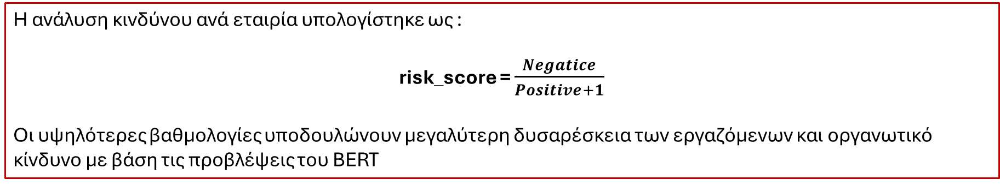 Η ανάλυση κινδύνου ανά εταιρία υπολογίστηκε ως :
risk_score = Negatice / Positive+1
Οι υψηλότερες βαθμολογίες υποδουλώνουν μεγαλύτερη δυσαρέσκεια των εργαζόμενων και οργανωτικό
κίνδυνο με βάση τις προβλέψεις του BERT